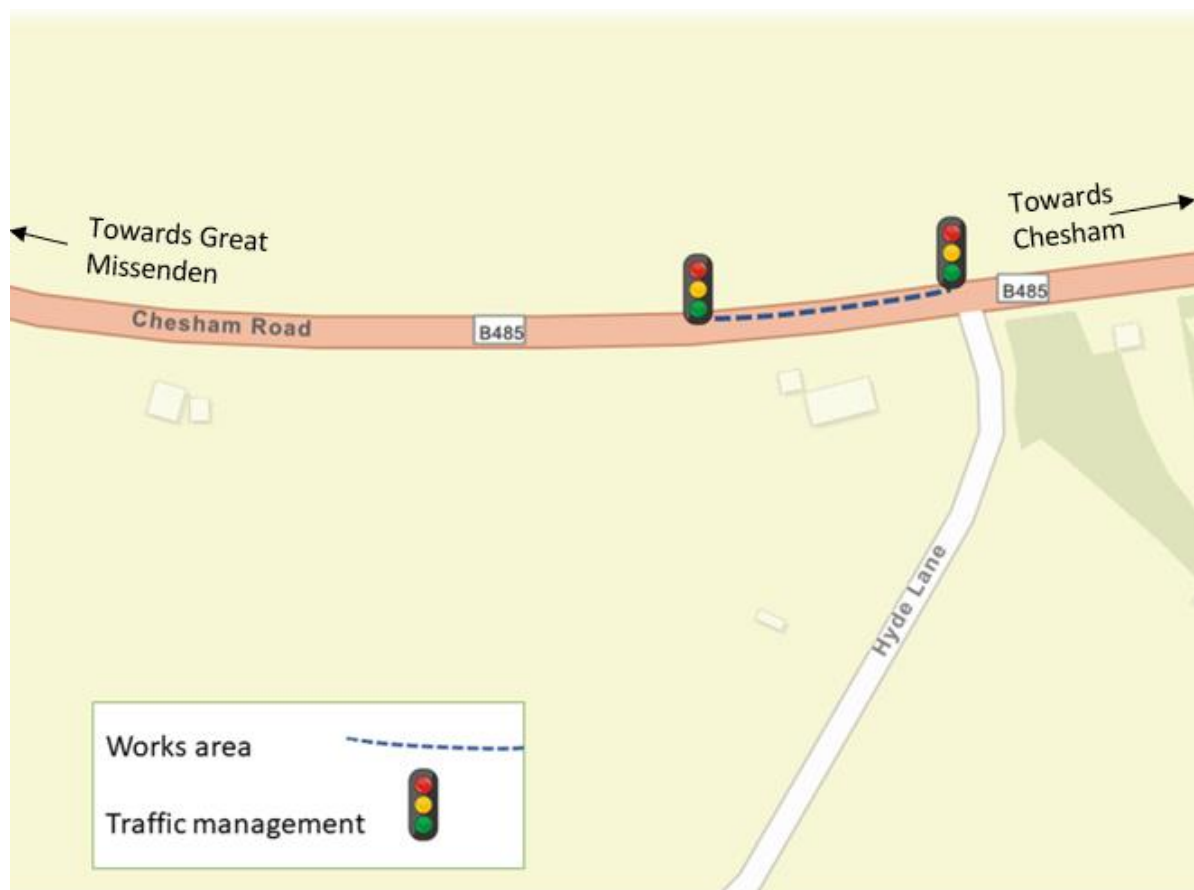 Towards Great
Missenden
Towards
Chesham
Chesham Road
B485
B485
Hyde Lane
Works area
Traffic management